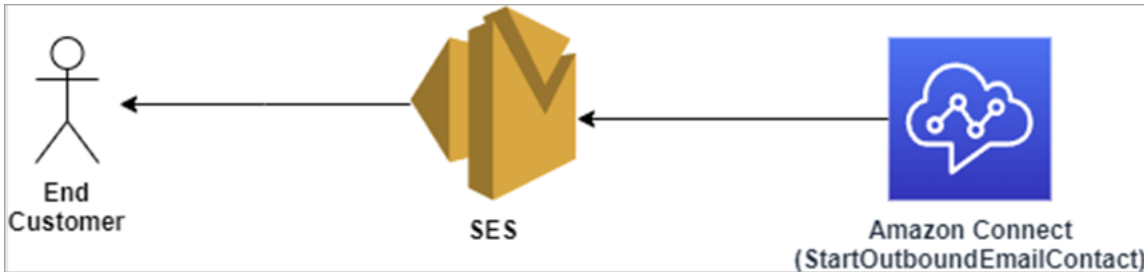 End
Customer
SES
Amazon Connect
(StartOutboundEmailContact)